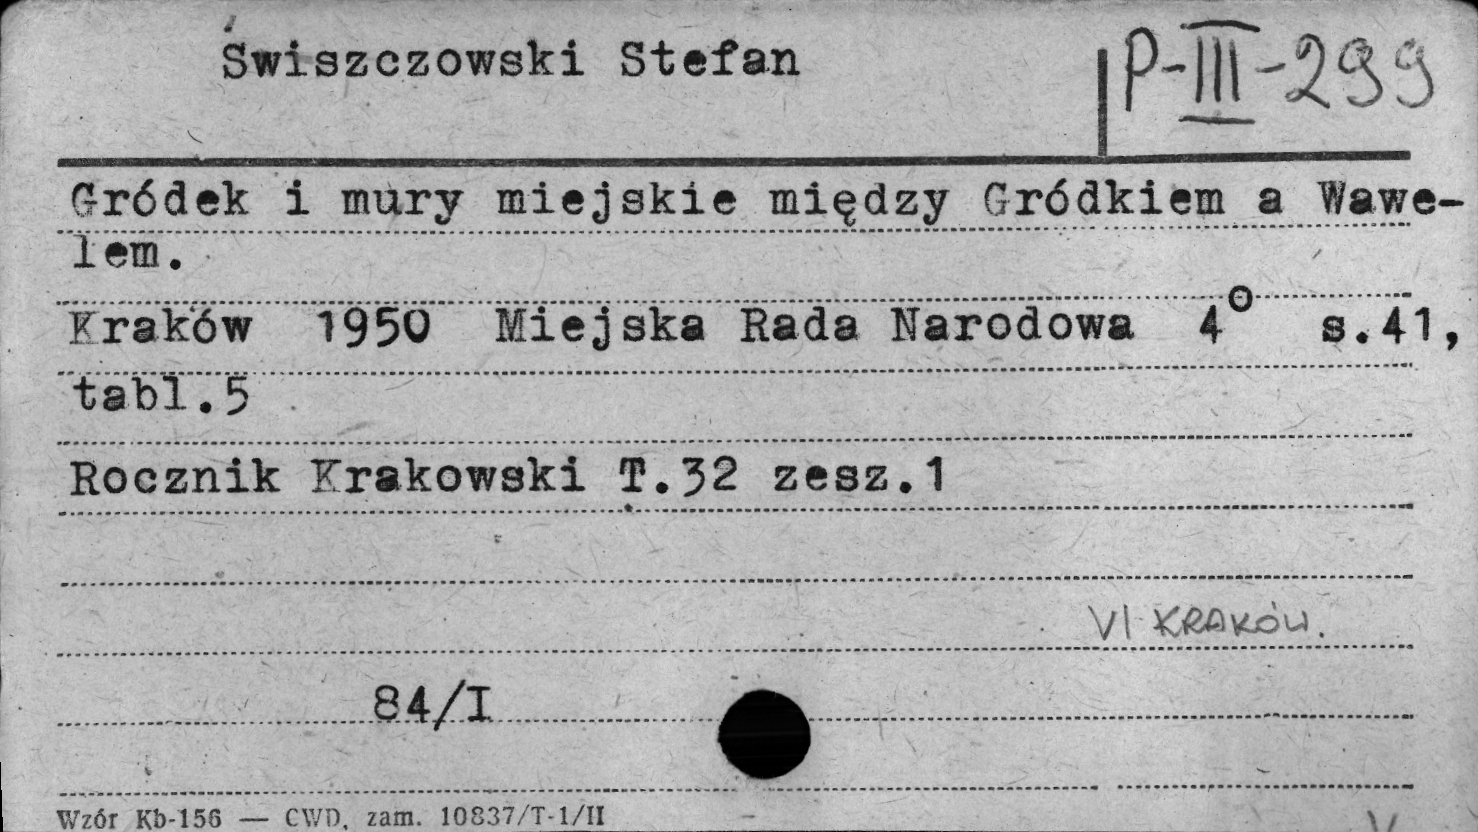 Świszczowski Stefan
P-III-299
Gródek i mury miejskie między Gródkiem a Wawe-
lem.
Kraków 1950 Miejska Rada Narodowa 4° s.41,
tabl.5
Rocznik Krakowski T.32 zesz.1
VI KRAKÓW.
84/I
Wzór Kb-156 — CWD, zam. 10837/T-1/II